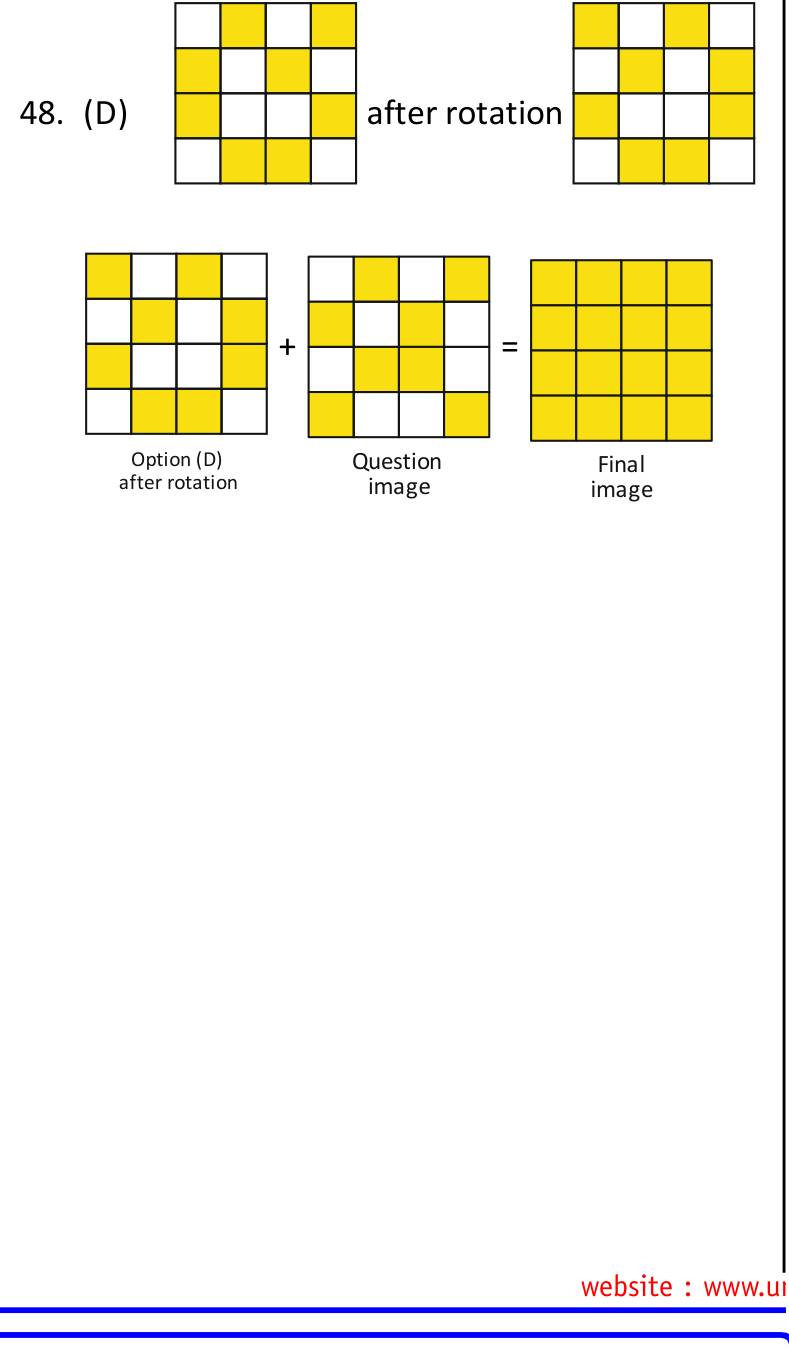 48. (D) after rotation
+ =
Option (D)
after rotation
Question
image
Final
image
website : www.u